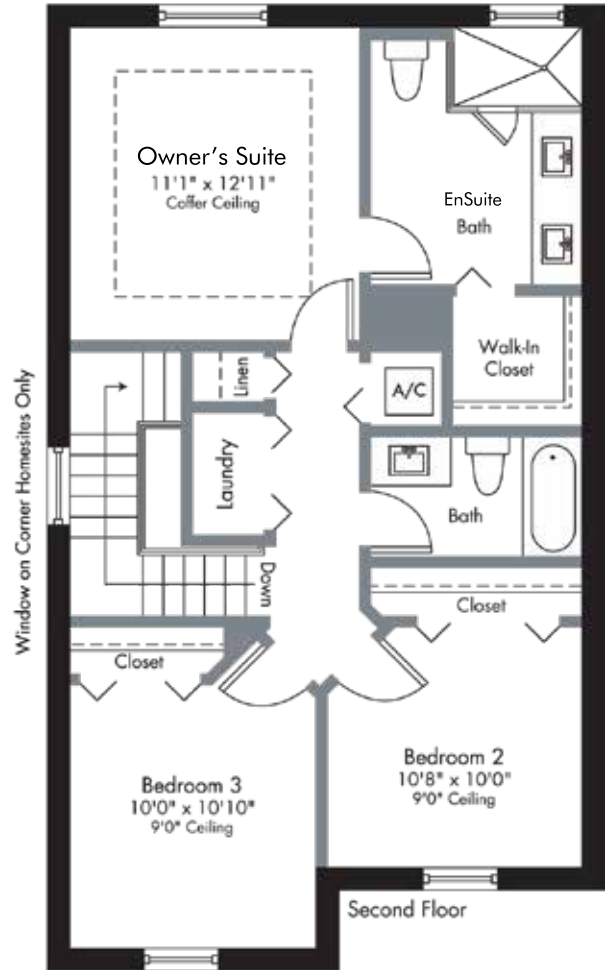 Owner's Suite
11'1" x 12'11"
Coffer Ceiling
EnSuite
Bath
Walk-In
Closet
Linen
A/C
Laundry
Bath
Window on Corner Homesites Only
Down
Closet
Closet
Bedroom 2
10'8" x 10'0"
9'0" Ceiling
Bedroom 3
10'0" x 10'10"
9'0" Ceiling
Second Floor